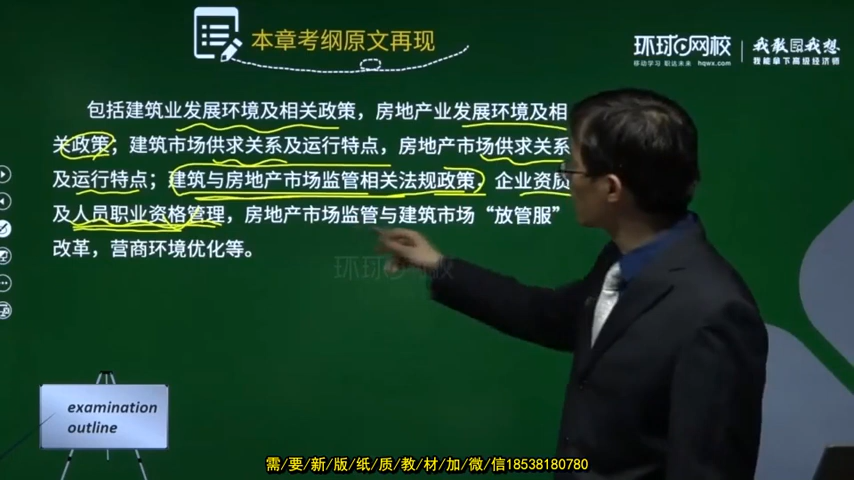 本章考纲原文再现
环球网校
移动学习 职达未来 hqwx.com
我敢我想
我能拿下高级经济师
包括建筑业发展环境及相关政策，房地产业发展环境及相
关政策；建筑市场供求关系及运行特点，房地产市场供求关系
及运行特点；建筑与房地产市场监管相关法规政策，企业资质
及人员职业资格管理，房地产市场监管与建筑市场“放管服”
改革，营商环境优化等。
环球网校
examination
outline
需/要/新/版/纸/质/教/材/加/微/信18538180780